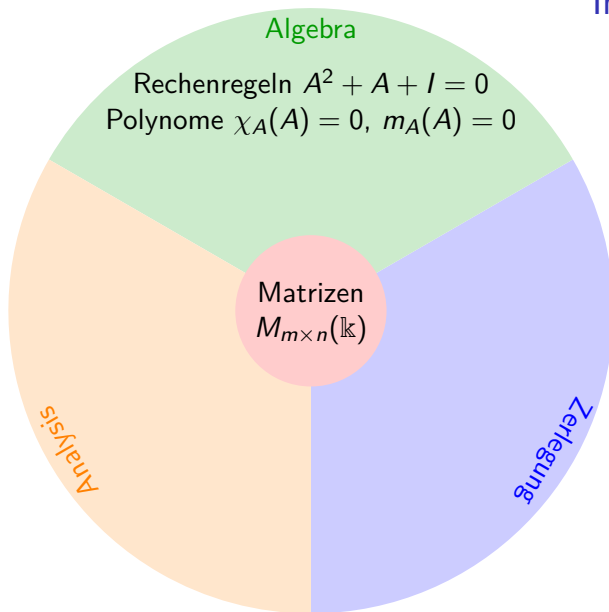 Algebra
Rechenregeln A² + A + I = 0
Polynome χ_A(A) = 0, m_A(A) = 0
Matrizen
M_{m×n}(𝕜)
Analysis
Zerlegung